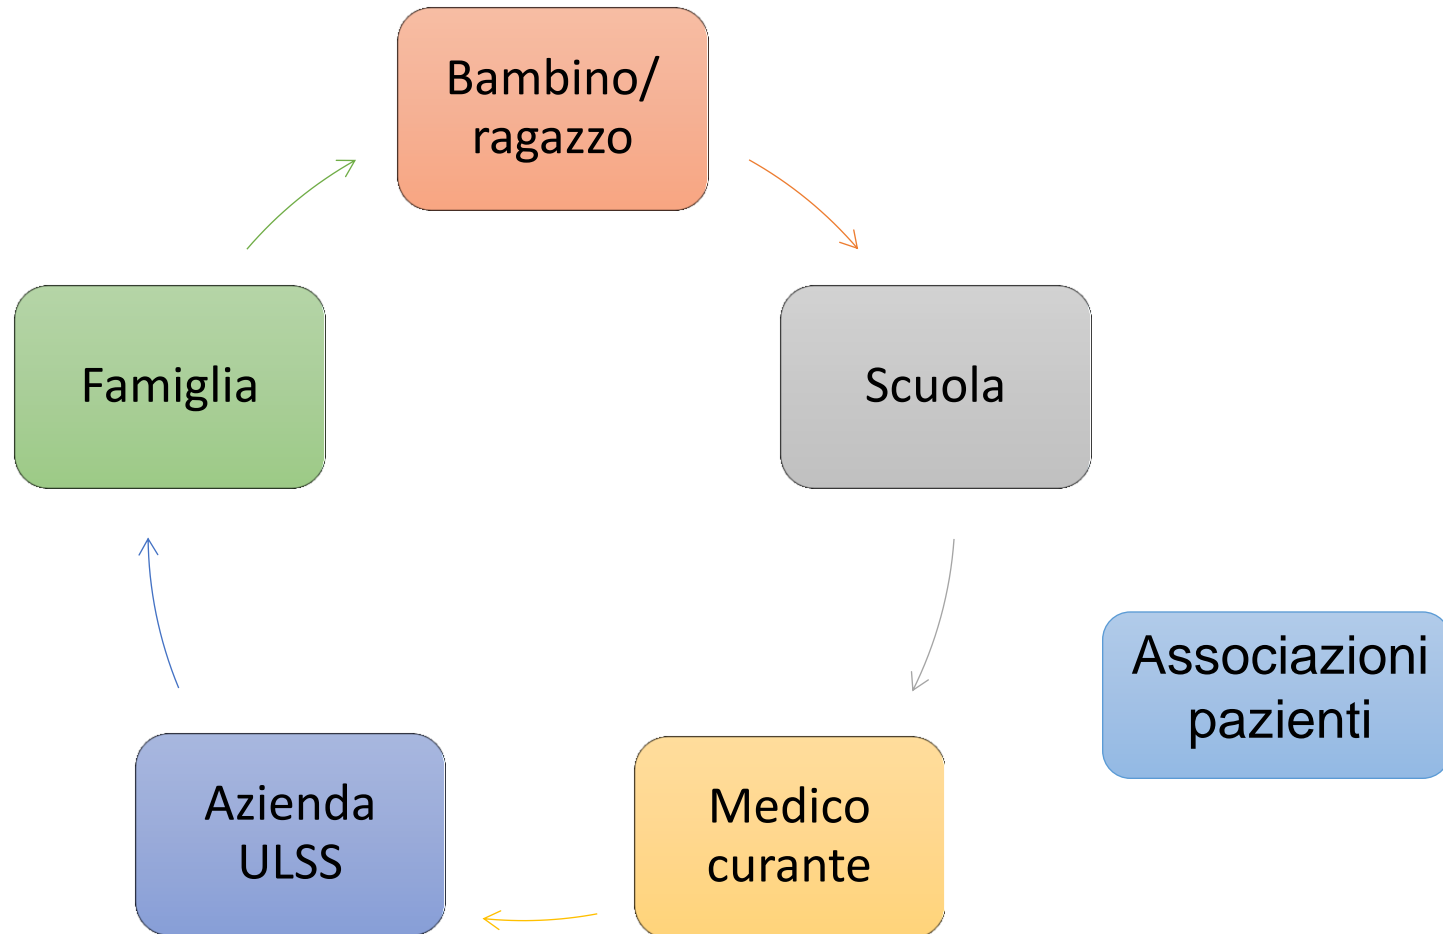 Bambino/
ragazzo
Famiglia
Scuola
Associazioni
pazienti
Azienda
ULSS
Medico
curante